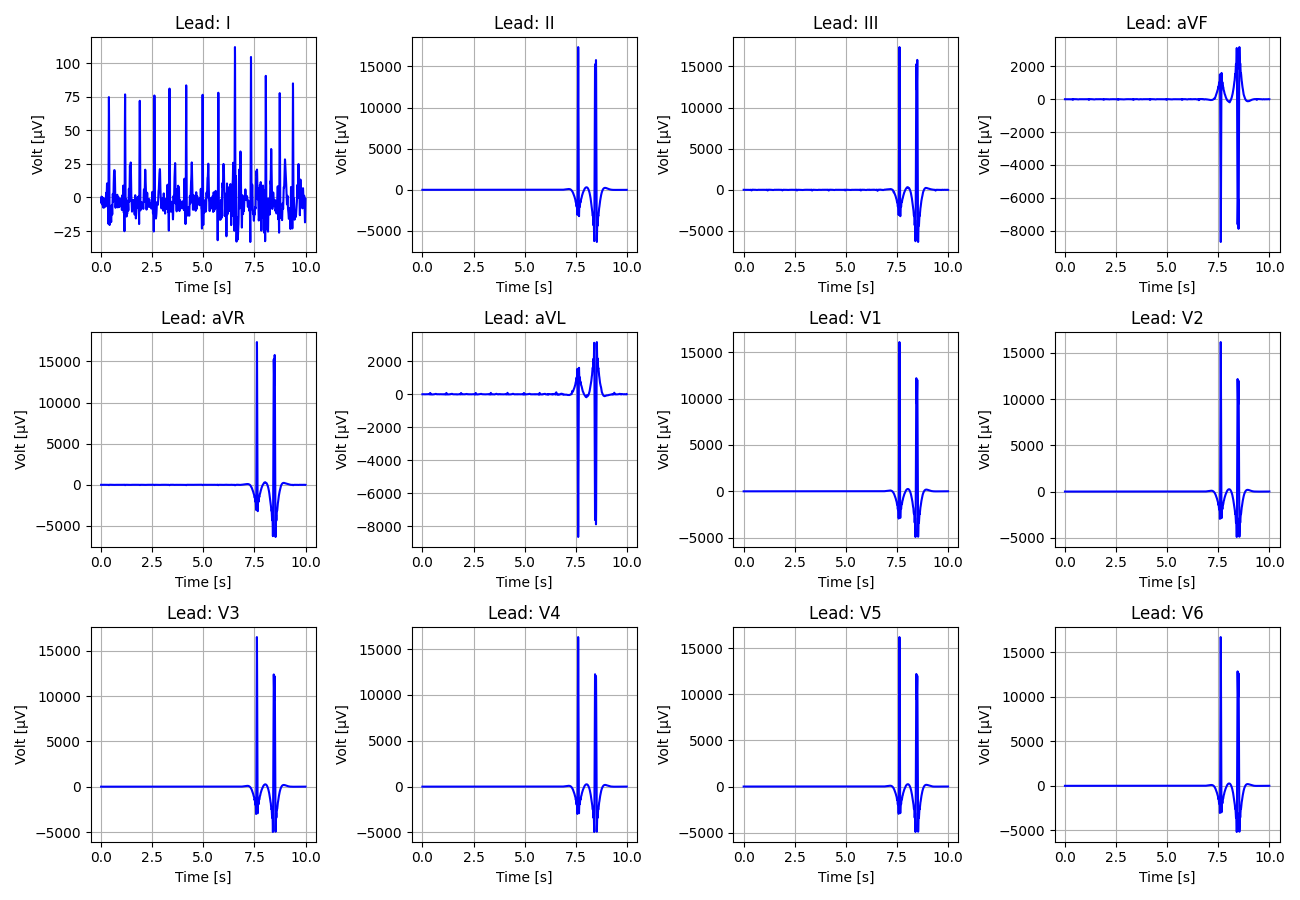 Lead: I
Volt [µV]
100
75
50
25
0
−25
0.0 2.5 5.0 7.5 10.0
Time [s]
Lead: II
Volt [µV]
15000
10000
5000
0
−5000
0.0 2.5 5.0 7.5 10.0
Time [s]
Lead: III
Volt [µV]
15000
10000
5000
0
−5000
0.0 2.5 5.0 7.5 10.0
Time [s]
Lead: aVF
Volt [µV]
2000
0
−2000
−4000
−6000
−8000
0.0 2.5 5.0 7.5 10.0
Time [s]
Lead: aVR
Volt [µV]
15000
10000
5000
0
−5000
0.0 2.5 5.0 7.5 10.0
Time [s]
Lead: aVL
Volt [µV]
2000
0
−2000
−4000
−6000
−8000
0.0 2.5 5.0 7.5 10.0
Time [s]
Lead: V1
Volt [µV]
15000
10000
5000
0
−5000
0.0 2.5 5.0 7.5 10.0
Time [s]
Lead: V2
Volt [µV]
15000
10000
5000
0
−5000
0.0 2.5 5.0 7.5 10.0
Time [s]
Lead: V3
Volt [µV]
15000
10000
5000
0
−5000
0.0 2.5 5.0 7.5 10.0
Time [s]
Lead: V4
Volt [µV]
15000
10000
5000
0
−5000
0.0 2.5 5.0 7.5 10.0
Time [s]
Lead: V5
Volt [µV]
15000
10000
5000
0
−5000
0.0 2.5 5.0 7.5 10.0
Time [s]
Lead: V6
Volt [µV]
15000
10000
5000
0
−5000
0.0 2.5 5.0 7.5 10.0
Time [s]